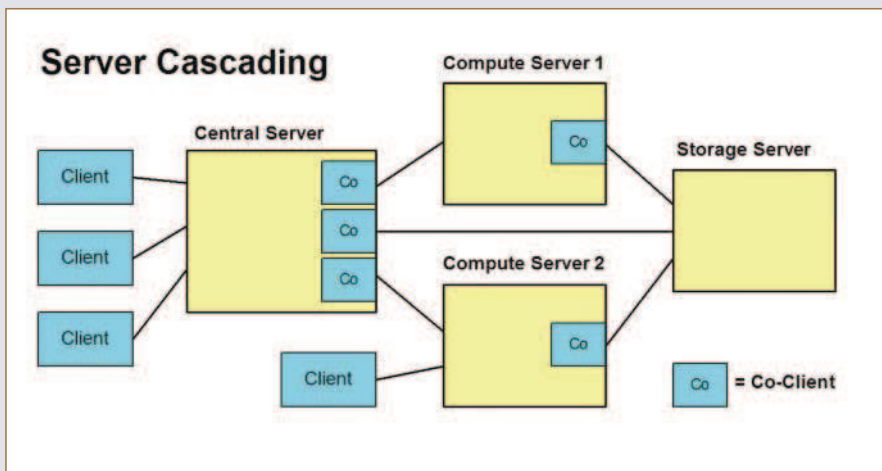 Server Cascading
Compute Server 1
Central Server
Co
Storage Server
Client
Co
Client
Co
Compute Server 2
Co
Client
Co
Client
Co = Co-Client